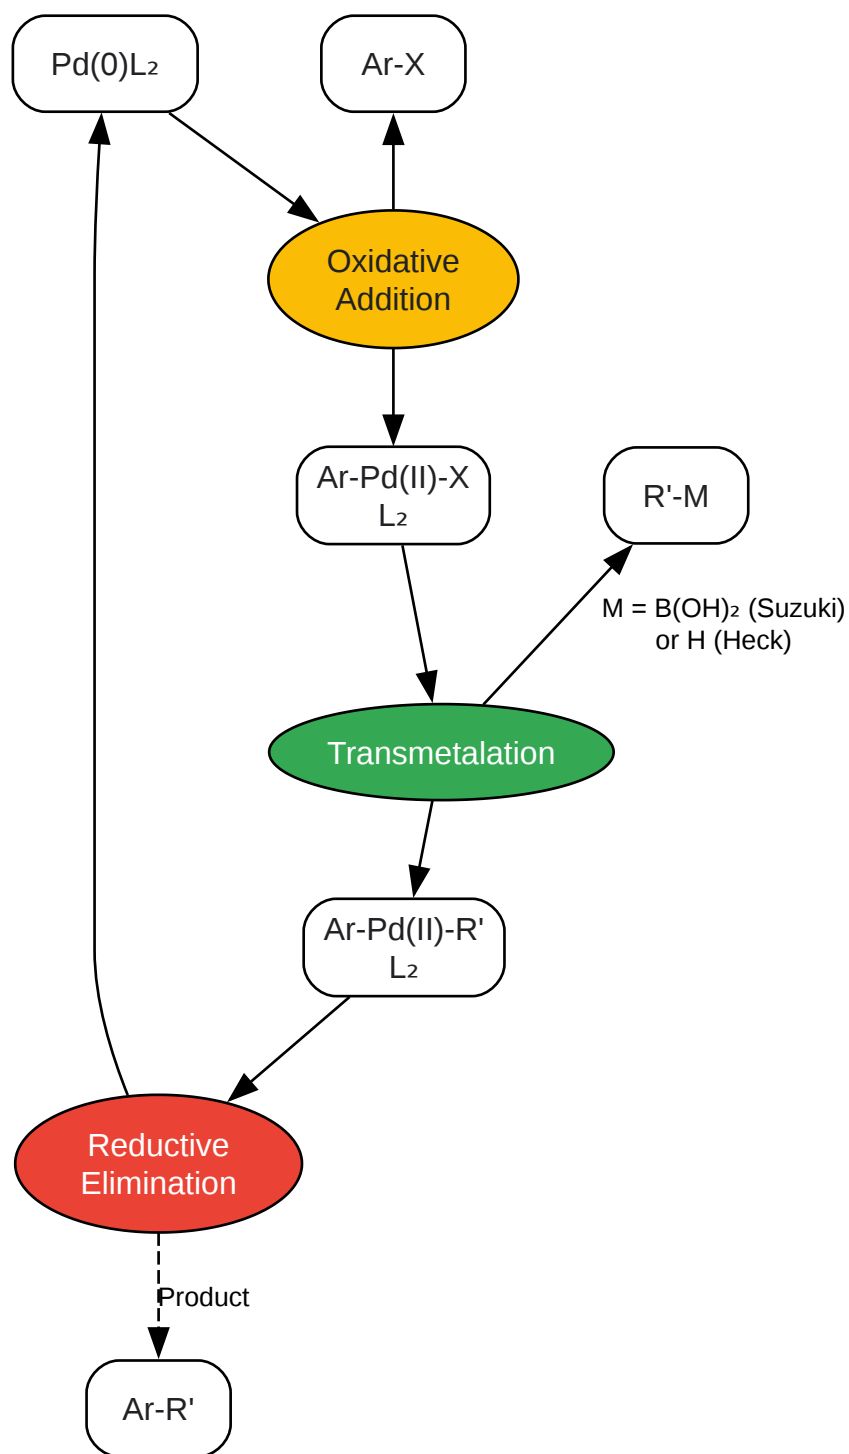 Pd(0)L₂
Ar-X
Oxidative
Addition
Ar-Pd(II)-X
L₂
R'-M
M = B(OH)₂ (Suzuki)
or H (Heck)
Transmetalation
Ar-Pd(II)-R'
L₂
Reductive
Elimination
Product
Ar-R'